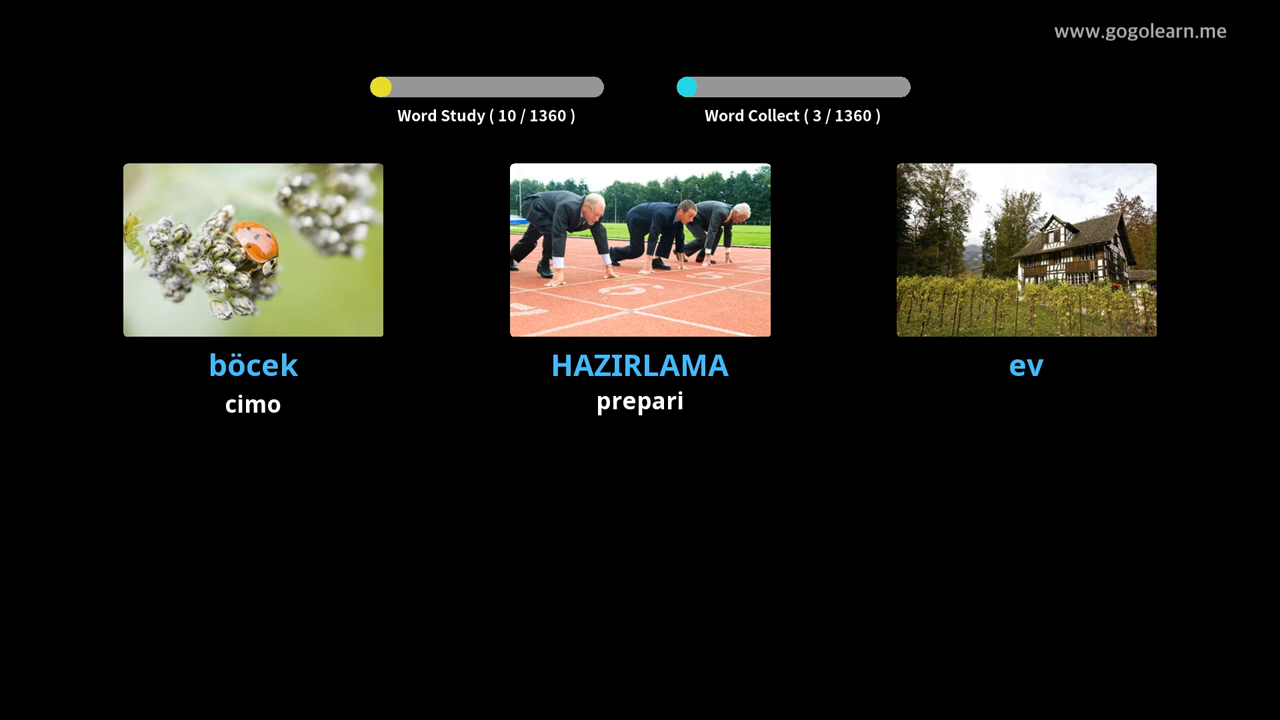 www.gogolearn.me
Word Study ( 10 / 1360 )
Word Collect ( 3 / 1360 )
böcek
cimo
HAZIRLAMA
prepari
ev